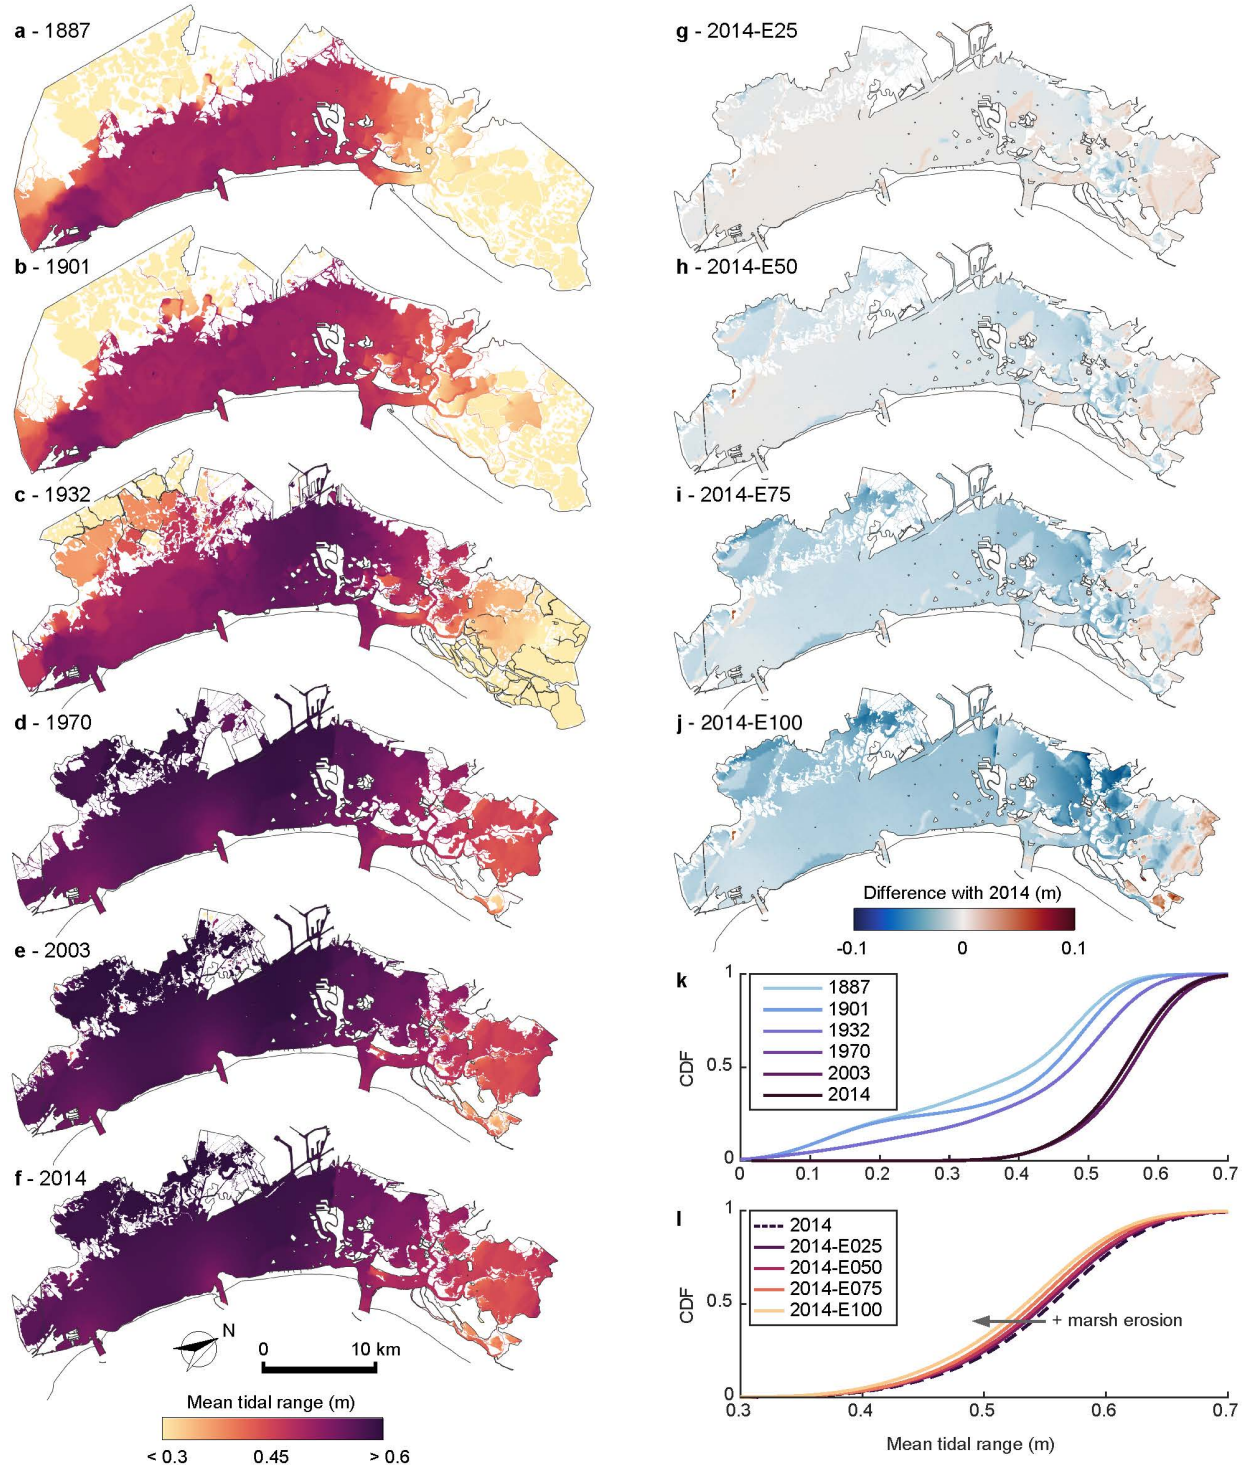 a - 1887
b - 1901
c - 1932
d - 1970
e - 2003
f - 2014
N
0 10 km
Mean tidal range (m)
< 0.3 0.45 > 0.6
g - 2014-E25
h - 2014-E50
i - 2014-E75
j - 2014-E100
Difference with 2014 (m)
-0.1 0 0.1
k
1
0.5
0
CDF
1887
1901
1932
1970
2003
2014
0 0.1 0.2 0.3 0.4 0.5 0.6 0.7
l
1
0.5
0
CDF
2014
2014-E025
2014-E050
2014-E075
2014-E100
+ marsh erosion
0.3 0.4 0.5 0.6 0.7
Mean tidal range (m)